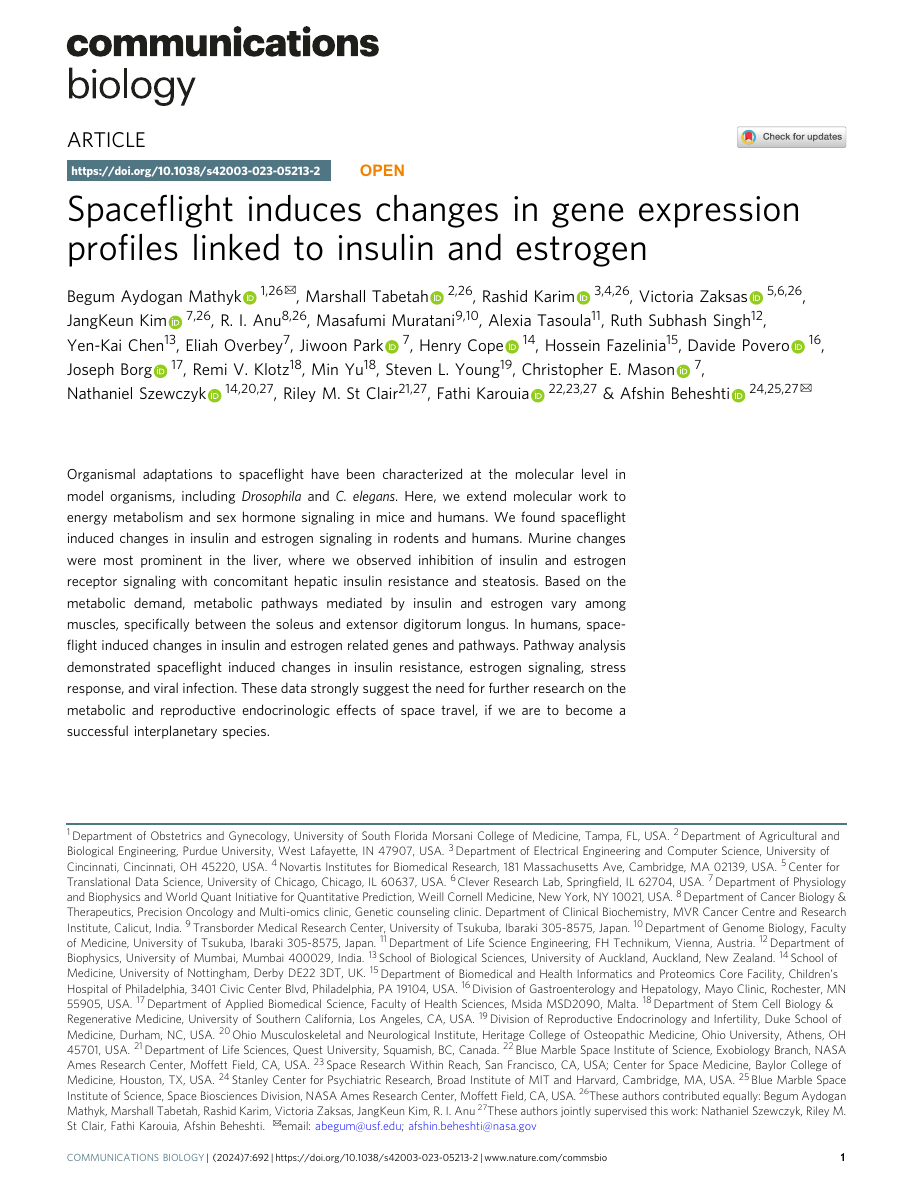 communications
biology
ARTICLE
Check for updates
https://doi.org/10.1038/s42003-023-05213-2
OPEN
Spaceflight induces changes in gene expression
profiles linked to insulin and estrogen
Begum Aydogan Mathyk 1,26✉, Marshall Tabetah 2,26, Rashid Karim 3,4,26, Victoria Zaksas 5,6,26,
JangKeun Kim 7,26, R. I. Anu8,26, Masafumi Muratani9,10, Alexia Tasoula11, Ruth Subhash Singh12,
Yen-Kai Chen13, Eliah Overbey7, Jiwoon Park 7, Henry Cope 14, Hossein Fazelinia15, Davide Povero 16,
Joseph Borg 17, Remi V. Klotz18, Min Yu18, Steven L. Young19, Christopher E. Mason 7,
Nathaniel Szewczyk 14,20,27, Riley M. St Clair21,27, Fathi Karouia 22,23,27 & Afshin Beheshti 24,25,27✉
Organismal adaptations to spaceflight have been characterized at the molecular level in
model organisms, including Drosophila and C. elegans. Here, we extend molecular work to
energy metabolism and sex hormone signaling in mice and humans. We found spaceflight
induced changes in insulin and estrogen signaling in rodents and humans. Murine changes
were most prominent in the liver, where we observed inhibition of insulin and estrogen
receptor signaling with concomitant hepatic insulin resistance and steatosis. Based on the
metabolic demand, metabolic pathways mediated by insulin and estrogen vary among
muscles, specifically between the soleus and extensor digitorum longus. In humans, space-
flight induced changes in insulin and estrogen related genes and pathways. Pathway analysis
demonstrated spaceflight induced changes in insulin resistance, estrogen signaling, stress
response, and viral infection. These data strongly suggest the need for further research on the
metabolic and reproductive endocrinologic effects of space travel, if we are to become a
successful interplanetary species.
1 Department of Obstetrics and Gynecology, University of South Florida Morsani College of Medicine, Tampa, FL, USA. 2 Department of Agricultural and
Biological Engineering, Purdue University, West Lafayette, IN 47907, USA. 3 Department of Electrical Engineering and Computer Science, University of
Cincinnati, Cincinnati, OH 45220, USA. 4 Novartis Institutes for Biomedical Research, 181 Massachusetts Ave, Cambridge, MA 02139, USA. 5 Center for
Translational Data Science, University of Chicago, Chicago, IL 60637, USA. 6 Clever Research Lab, Springfield, IL 62704, USA. 7 Department of Physiology
and Biophysics and World Quant Initiative for Quantitative Prediction, Weill Cornell Medicine, New York, NY 10021, USA. 8 Department of Cancer Biology &
Therapeutics, Precision Oncology and Multi-omics clinic, Genetic counseling clinic. Department of Clinical Biochemistry, MVR Cancer Centre and Research
Institute, Calicut, India. 9 Transborder Medical Research Center, University of Tsukuba, Ibaraki 305-8575, Japan. 10 Department of Genome Biology, Faculty
of Medicine, University of Tsukuba, Ibaraki 305-8575, Japan. 11 Department of Life Science Engineering, FH Technikum, Vienna, Austria. 12 Department of
Biophysics, University of Mumbai, Mumbai 400029, India. 13 School of Biological Sciences, University of Auckland, Auckland, New Zealand. 14 School of
Medicine, University of Nottingham, Derby DE22 3DT, UK. 15 Department of Biomedical and Health Informatics and Proteomics Core Facility, Children's
Hospital of Philadelphia, 3401 Civic Center Blvd, Philadelphia, PA 19104, USA. 16 Division of Gastroenterology and Hepatology, Mayo Clinic, Rochester, MN
55905, USA. 17 Department of Applied Biomedical Science, Faculty of Health Sciences, Msida MSD2090, Malta. 18 Department of Stem Cell Biology &
Regenerative Medicine, University of Southern California, Los Angeles, CA, USA. 19 Division of Reproductive Endocrinology and Infertility, Duke School of
Medicine, Durham, NC, USA. 20 Ohio Musculoskeletal and Neurological Institute, Heritage College of Osteopathic Medicine, Ohio University, Athens, OH
45701, USA. 21 Department of Life Sciences, Quest University, Squamish, BC, Canada. 22 Blue Marble Space Institute of Science, Exobiology Branch, NASA
Ames Research Center, Moffett Field, CA, USA. 23 Space Research Within Reach, San Francisco, CA, USA; Center for Space Medicine, Baylor College of
Medicine, Houston, TX, USA. 24 Stanley Center for Psychiatric Research, Broad Institute of MIT and Harvard, Cambridge, MA, USA. 25 Blue Marble Space
Institute of Science, Space Biosciences Division, NASA Ames Research Center, Moffett Field, CA, USA. 26These authors contributed equally: Begum Aydogan
Mathyk, Marshall Tabetah, Rashid Karim, Victoria Zaksas, JangKeun Kim, R. I. Anu 27These authors jointly supervised this work: Nathaniel Szewczyk, Riley M.
St Clair, Fathi Karouia, Afshin Beheshti. ✉email: abegum@usf.edu; afshin.beheshti@nasa.gov
COMMUNICATIONS BIOLOGY | (2024)7:692 | https://doi.org/10.1038/s42003-023-05213-2 | www.nature.com/commsbio 1